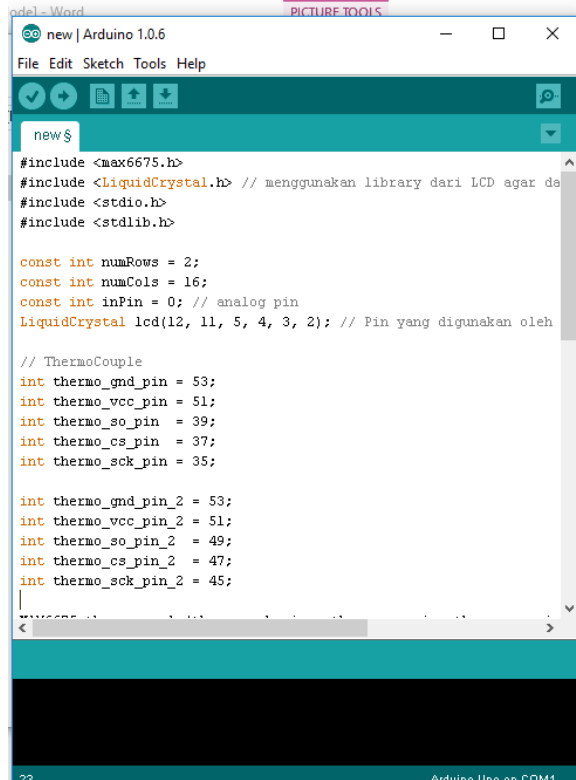 odel - Word
PICTURE TOOLS
new | Arduino 1.0.6
File Edit Sketch Tools Help
new §
#include <max6675.h>
#include <LiquidCrystal.h> // menggunakan library dari LCD agar da
#include <stdio.h>
#include <stdlib.h>
const int numRows = 2;
const int numCols = 16;
const int inPin = 0; // analog pin
LiquidCrystal lcd(12, 11, 5, 4, 3, 2); // Pin yang digunakan oleh
// ThermoCouple
int thermo_gnd_pin = 53;
int thermo_vcc_pin = 51;
int thermo_so_pin  = 39;
int thermo_cs_pin  = 37;
int thermo_sck_pin = 35;
int thermo_gnd_pin_2 = 53;
int thermo_vcc_pin_2 = 51;
int thermo_so_pin_2  = 49;
int thermo_cs_pin_2  = 47;
int thermo_sck_pin_2 = 45;
23
Arduino Uno on COM1